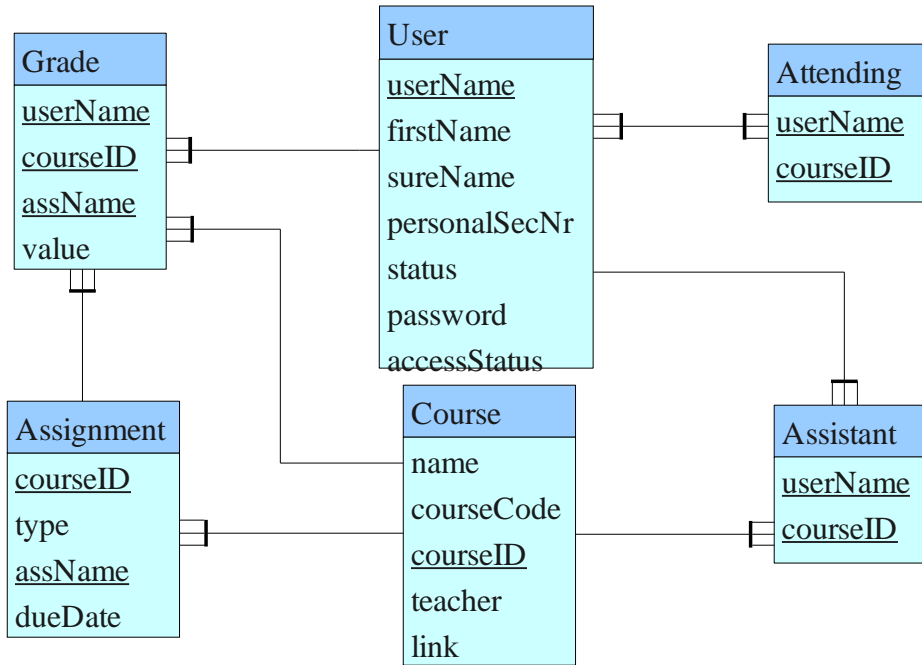 Grade
userName
courseID
assName
value
User
userName
firstName
sureName
personalSecNr
status
password
accessStatus
Attending
userName
courseID
Assignment
courseID
type
assName
dueDate
Course
name
courseCode
courseID
teacher
link
Assistant
userName
courseID